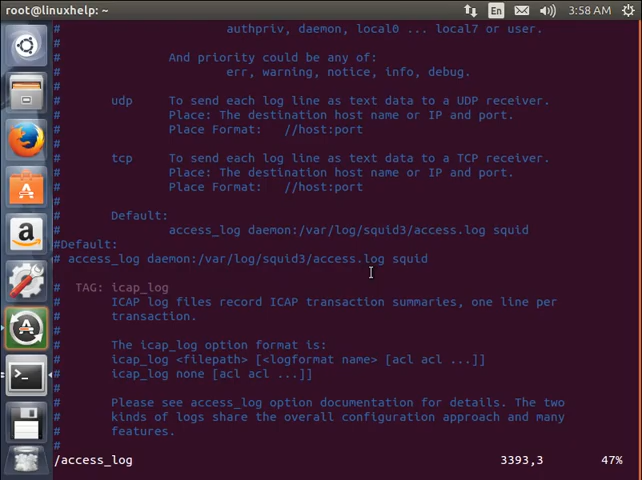 root@linuxhelp: ~
En
3:58 AM
# authpriv, daemon, local0 ... local7 or user.
#
# And priority could be any of:
# err, warning, notice, info, debug.
#
# udp To send each log line as text data to a UDP receiver.
# Place: The destination host name or IP and port.
# Place Format: //host:port
#
# tcp To send each log line as text data to a TCP receiver.
# Place: The destination host name or IP and port.
# Place Format: //host:port
#
# Default:
# access_log daemon:/var/log/squid3/access.log squid
#Default:
# access_log daemon:/var/log/squid3/access.log squid

# TAG: icap_log
# ICAP log files record ICAP transaction summaries, one line per
# transaction.
#
# The icap_log option format is:
# icap_log <filepath> [<logformat name> [acl acl ...]]
# icap_log none [acl acl ...]]
#
# Please see access_log option documentation for details. The two
# kinds of logs share the overall configuration approach and many
# features.
#
/access_log 3393,3 47%